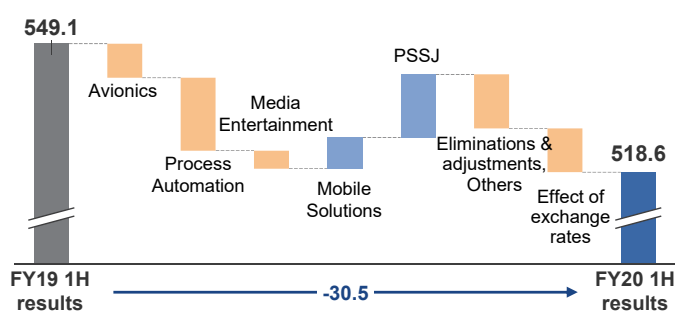 549.1
Avionics
Process
Automation
Media
Entertainment
Mobile
Solutions
PSSJ
Eliminations &
adjustments,
Others
Effect of
exchange
rates
518.6
FY19 1H
results
-30.5
FY20 1H
results